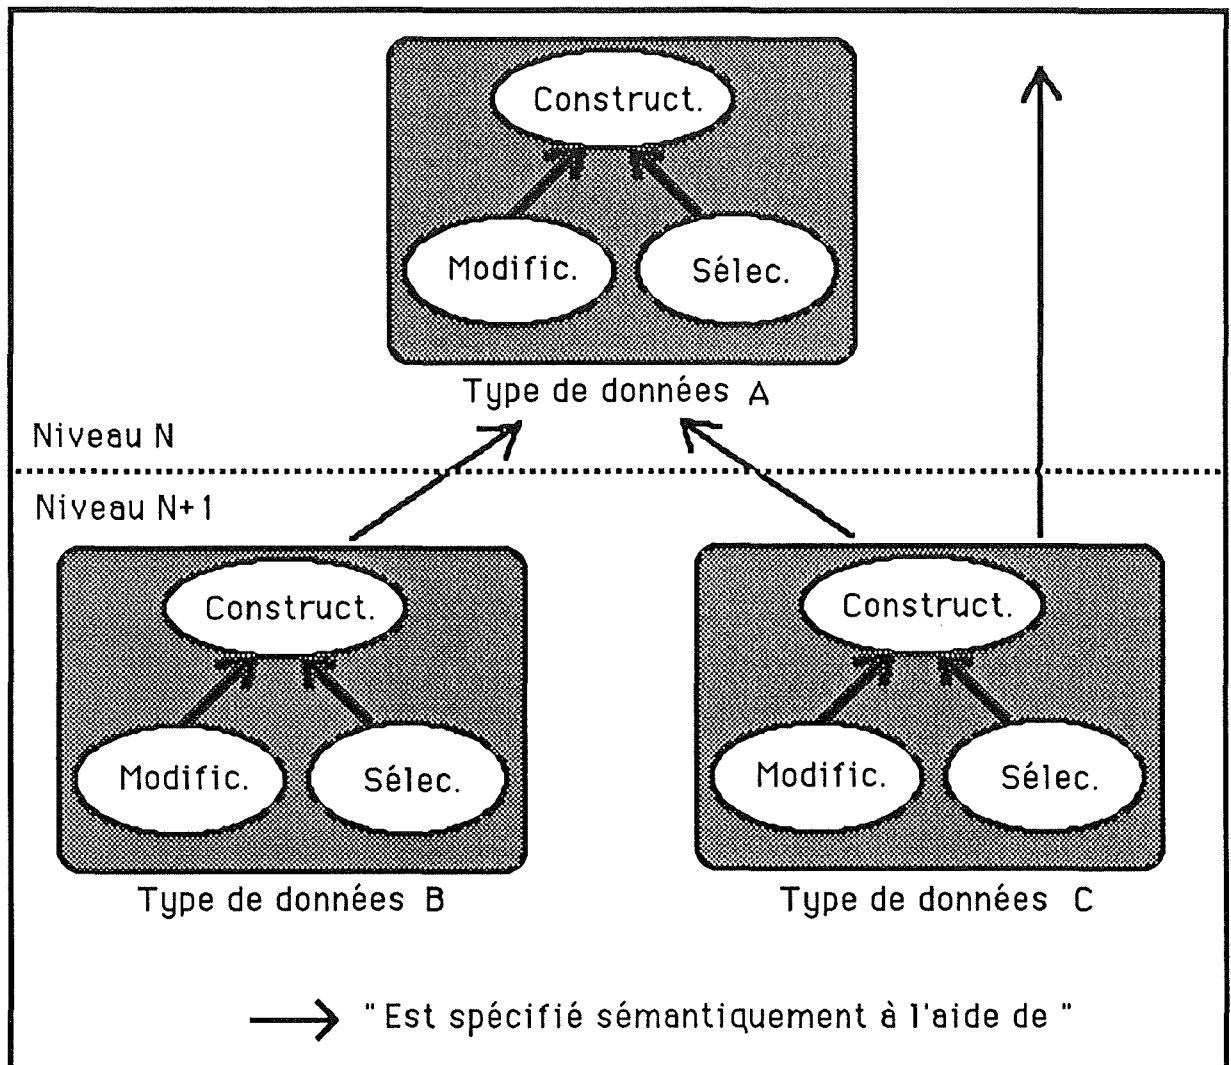 Construct.
Modific.
Sélec.
Type de données A
Niveau N
Niveau N+1
Construct.
Construct.
Modific.
Sélec.
Modific.
Sélec.
Type de données B
Type de données C
" Est spécifié sémantiquement à l'aide de "